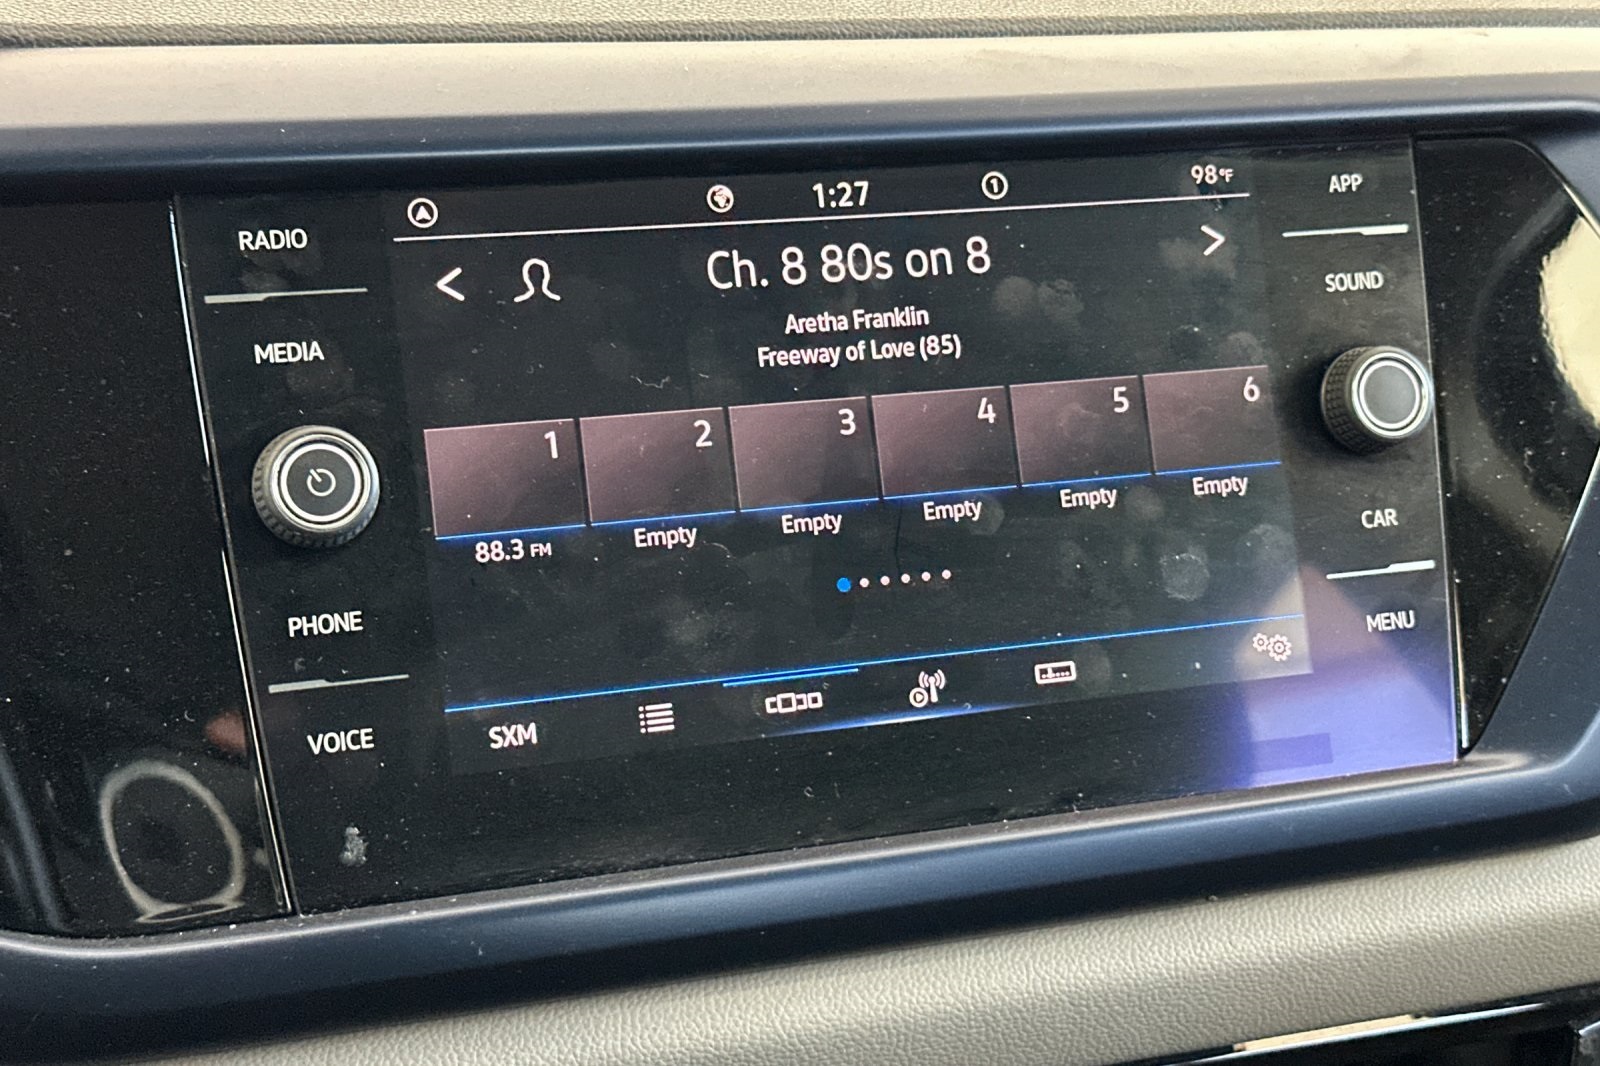 1:27
1
98°F
RADIO
MEDIA
PHONE
VOICE
<
Ch. 8 80s on 8
>
Aretha Franklin
Freeway of Love (85)
1
2
3
4
5
6
88.3 FM
Empty
Empty
Empty
Empty
Empty
SXM
APP
SOUND
CAR
MENU